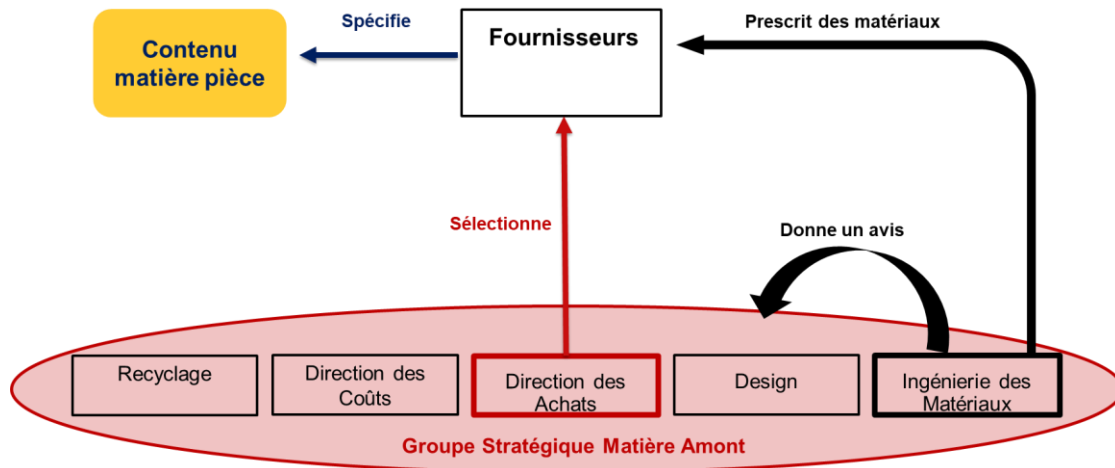 Spécifie
Fournisseurs
Prescrit des matériaux
Contenu
matière pièce
Sélectionne
Donne un avis
Recyclage
Direction des
Coûts
Direction des
Achats
Design
Ingénierie des
Matériaux
Groupe Stratégique Matière Amont